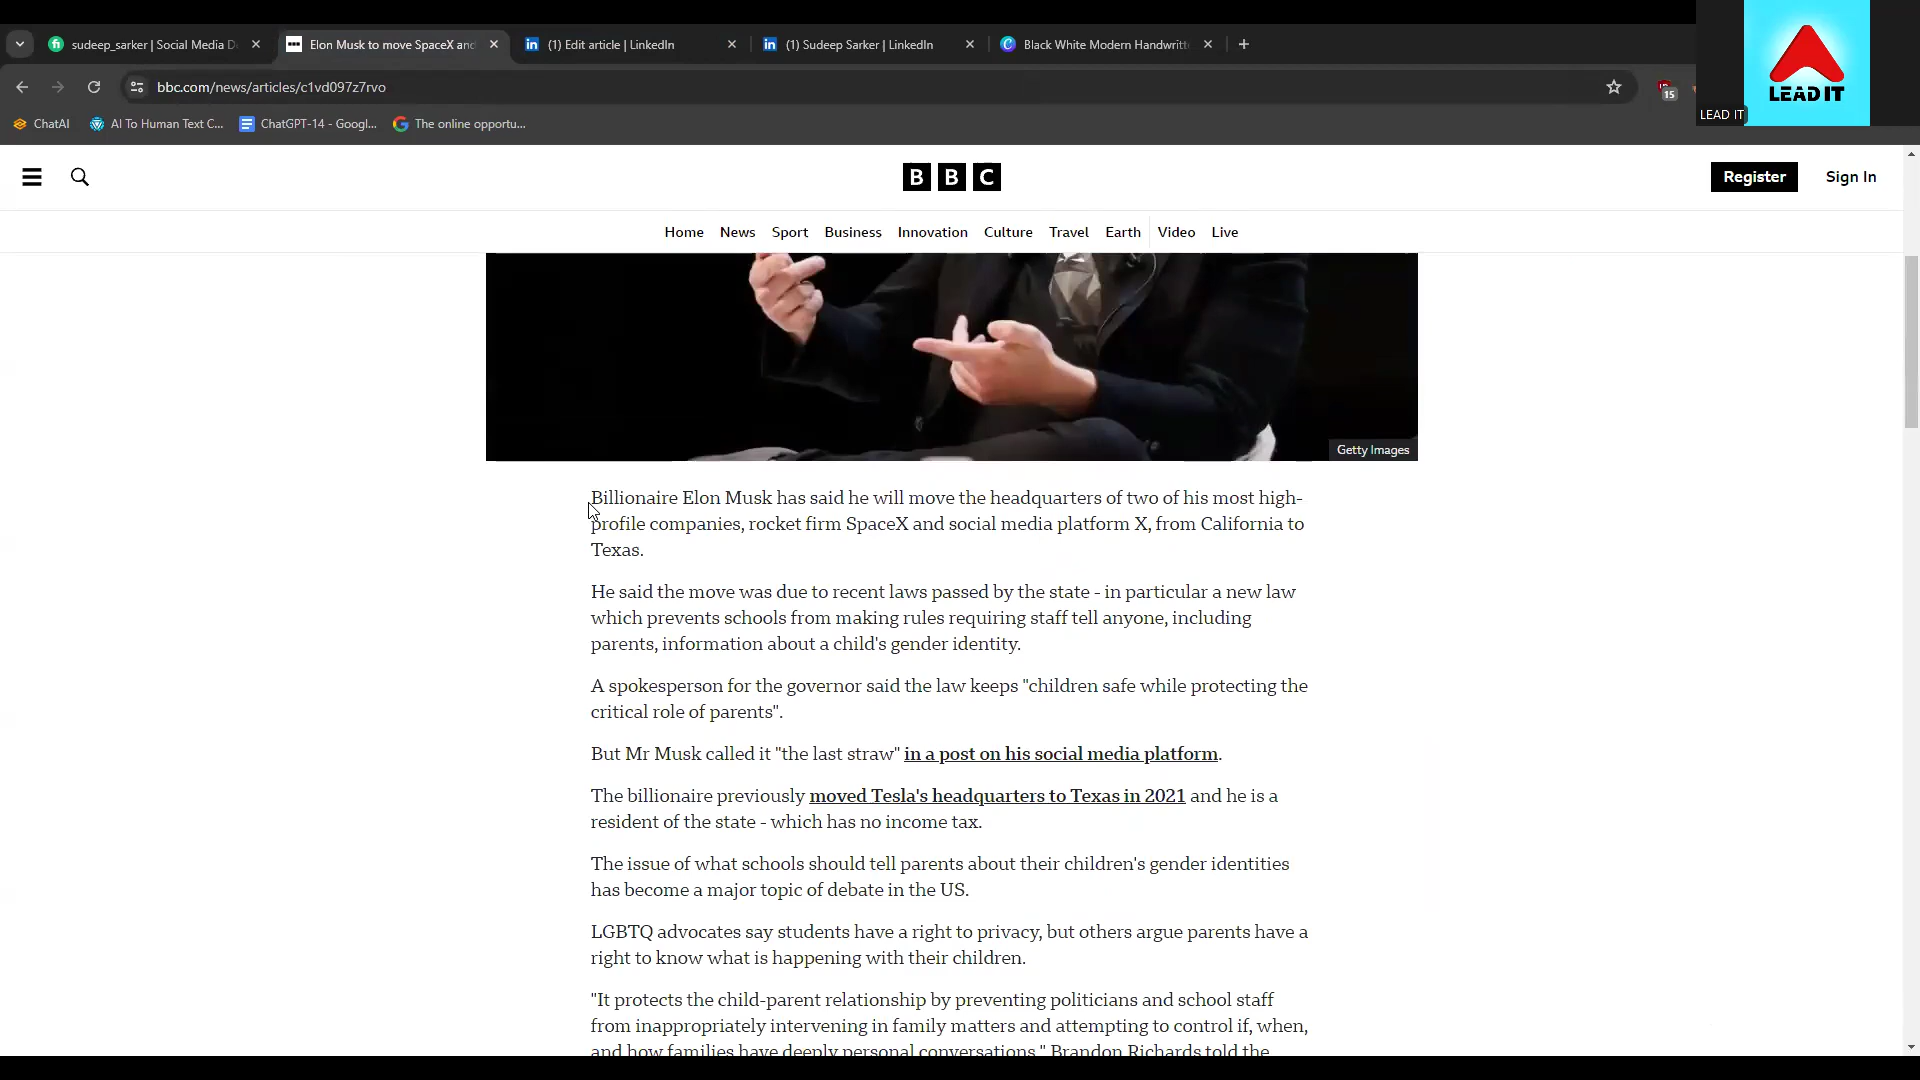 sudeep_sarker | Social Media D
Elon Musk to move SpaceX and
(1) Edit article | LinkedIn
(1) Sudeep Sarker | LinkedIn
Black White Modern Handwritt
LEAD IT
LEAD IT
bbc.com/news/articles/c1vd097z7rvo
15
ChatAI
AI To Human Text C...
ChatGPT-14 - Googl...
The online opportu...
BBC
Register
Sign In
Home
News
Sport
Business
Innovation
Culture
Travel
Earth
Video
Live
Getty Images
Billionaire Elon Musk has said he will move the headquarters of two of his most high-
profile companies, rocket firm SpaceX and social media platform X, from California to
Texas.
He said the move was due to recent laws passed by the state - in particular a new law
which prevents schools from making rules requiring staff tell anyone, including
parents, information about a child's gender identity.
A spokesperson for the governor said the law keeps "children safe while protecting the
critical role of parents".
But Mr Musk called it "the last straw" in a post on his social media platform.
The billionaire previously moved Tesla's headquarters to Texas in 2021 and he is a
resident of the state - which has no income tax.
The issue of what schools should tell parents about their children's gender identities
has become a major topic of debate in the US.
LGBTQ advocates say students have a right to privacy, but others argue parents have a
right to know what is happening with their children.
"It protects the child-parent relationship by preventing politicians and school staff
from inappropriately intervening in family matters and attempting to control if, when,
and how families have deeply personal conversations," Brandon Richards told the